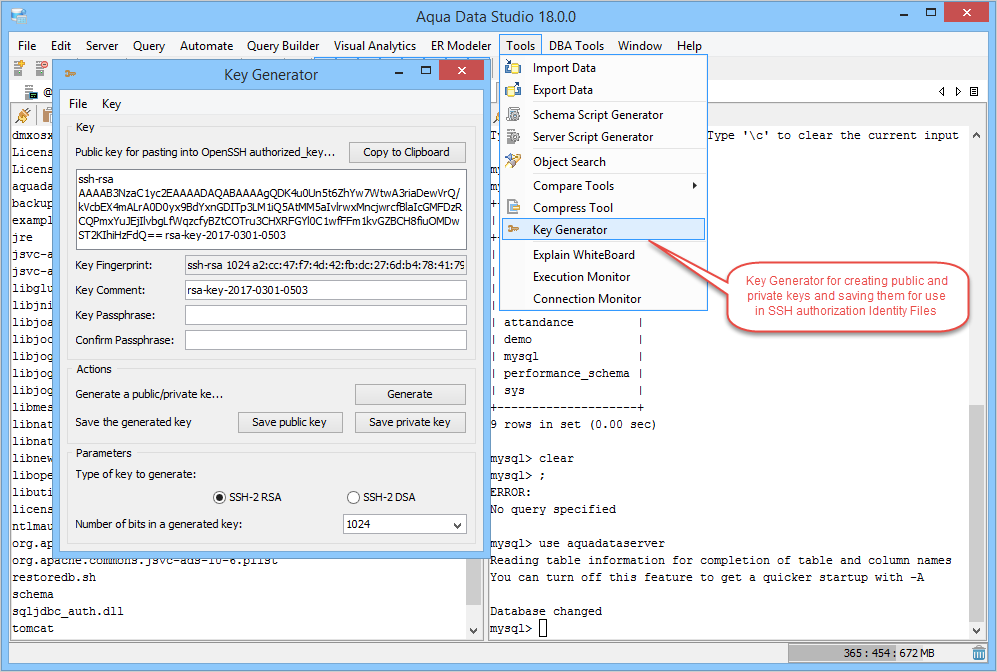 Aqua Data Studio 18.0.0
File Edit Server Query Automate Query Builder Visual Analytics ER Modeler Tools DBA Tools Window Help
Key Generator
File Key
Key
Public key for pasting into OpenSSH authorized_key...
Copy to Clipboard
ssh-rsa
AAAAB3NzaC1yc2EAAAADAQABAAAAgQDK4u0Un5t6ZhYw7WtwA3riaDewVrQ/
kVcbEX4mALrA0D0yx9BdYxnGDITp3LM1iQ5AtMM5aIvlrwxMncjwrcfBlaIcGMFDzR
CQPmxYuJEjIlvbgLfWqzcfyBZtCOTru3CHXRFGYl0C1wfFFm1kvGZBCH8fiuOMDw
ST2KIhiHzFdQ== rsa-key-2017-0301-0503
Key Fingerprint:
ssh-rsa 1024 a2:cc:47:f7:4d:42:fb:dc:27:6d:b4:78:41:79
Key Comment:
rsa-key-2017-0301-0503
Key Passphrase:
Confirm Passphrase:
Actions
Generate a public/private ke...
Generate
Save the generated key
Save public key
Save private key
Parameters
Type of key to generate:
SSH-2 RSA
SSH-2 DSA
Number of bits in a generated key:
1024
Import Data
Export Data
Schema Script Generator
Server Script Generator
Object Search
Compare Tools
Compress Tool
Key Generator
Explain WhiteBoard
Execution Monitor
Connection Monitor
Key Generator for creating public and
private keys and saving them for use
in SSH authorization Identity Files
@
dmxosx
Licens
Licens
aquada
backup
exampl
jre
jsvc-a
jsvc-a
libglu
libjni
libjoa
libjoc
libjog
libjog
libjog
libmes
libnat
libnat
libnew
libope
libuti
licens
ntlmau
org.ap
org.apache.commons.jsvc-ads-10-6.plist
restoredb.sh
schema
sqljdbc_auth.dll
tomcat
Type '\c' to clear the current input
| attandance |
| demo |
| mysql |
| performance_schema |
| sys |
+--------------------+
9 rows in set (0.00 sec)
mysql> clear
mysql> ;
ERROR:
No query specified
mysql> use aquadataserver
Reading table information for completion of table and column names
You can turn off this feature to get a quicker startup with -A
Database changed
mysql>
365 : 454 : 672 MB